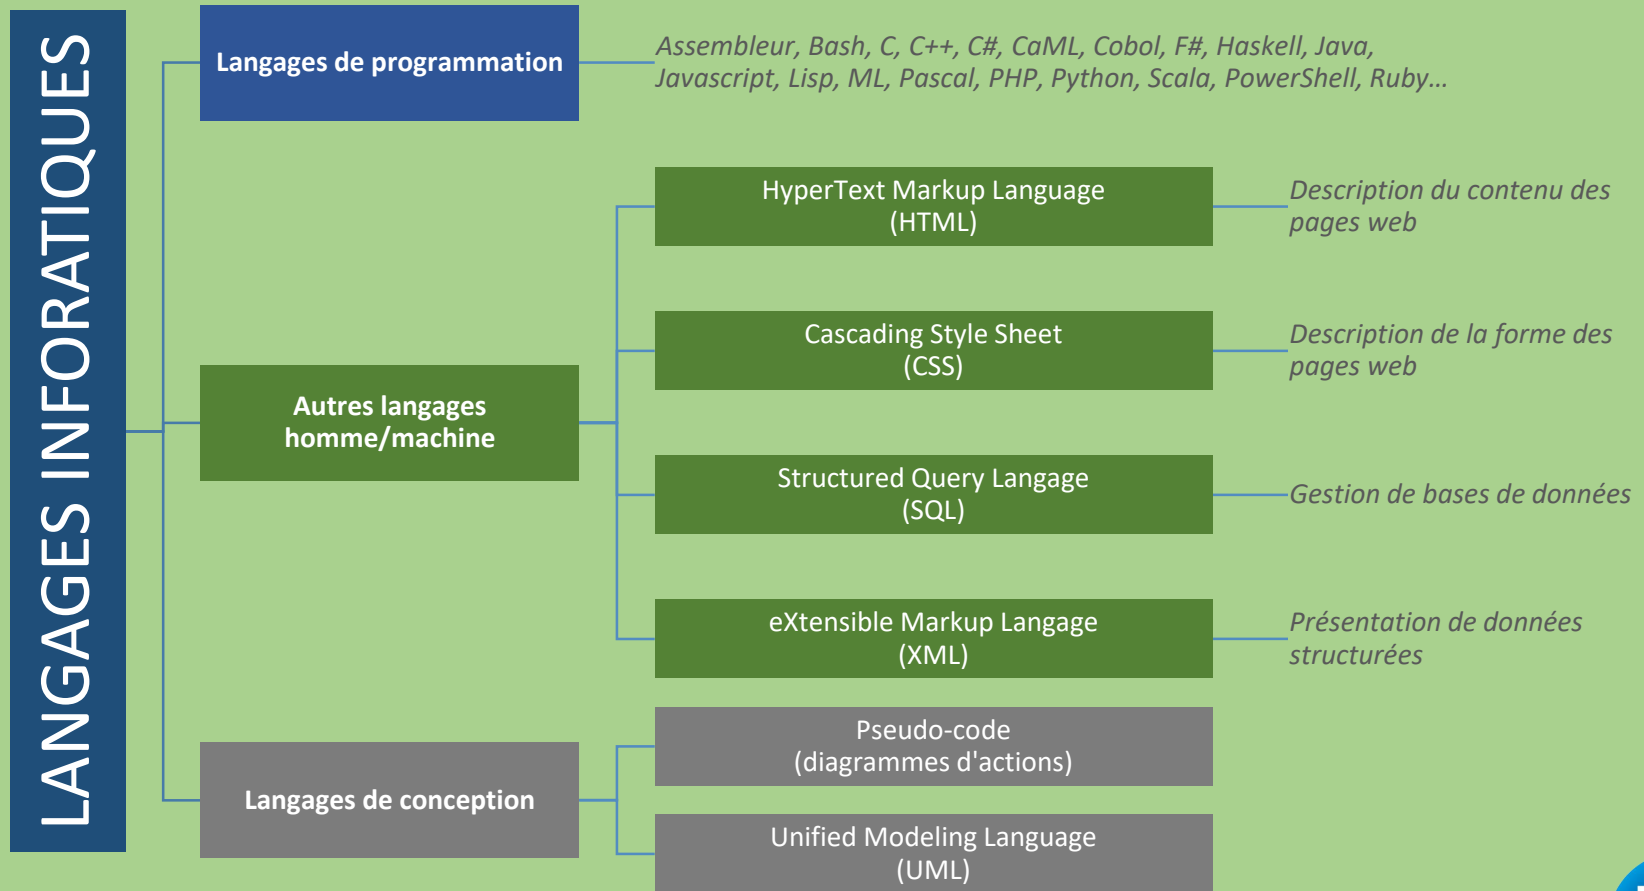 LANGAGES INFORATIQUES
Langages de programmation
Assembleur, Bash, C, C++, C#, CaML, Cobol, F#, Haskell, Java,
Javascript, Lisp, ML, Pascal, PHP, Python, Scala, PowerShell, Ruby…
Autres langages
homme/machine
HyperText Markup Language
(HTML)
Description du contenu des
pages web
Cascading Style Sheet
(CSS)
Description de la forme des
pages web
Structured Query Langage
(SQL)
Gestion de bases de données
eXtensible Markup Langage
(XML)
Présentation de données
structurées
Langages de conception
Pseudo-code
(diagrammes d'actions)
Unified Modeling Language
(UML)